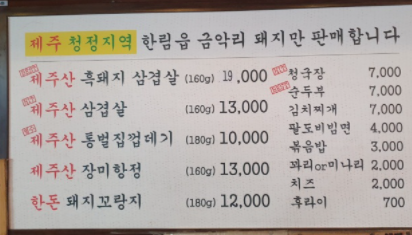 제주 청정지역 한림읍 금악리 돼지만 판매합니다
제주산 흑돼지 삼겹살 (160g) 19,000
제주산 삼겹살 (160g) 13,000
제주산 통벌집껍데기 (180g) 10,000
제주산 장미항정 (160g) 13,000
한돈 돼지꼬랑지 (180g) 12,000
청국장 7,000
순두부 7,000
김치찌개 7,000
팔도비빔면 4,000
볶음밥 3,000
꽈리or미나리 2,000
치즈 2,000
후라이 700